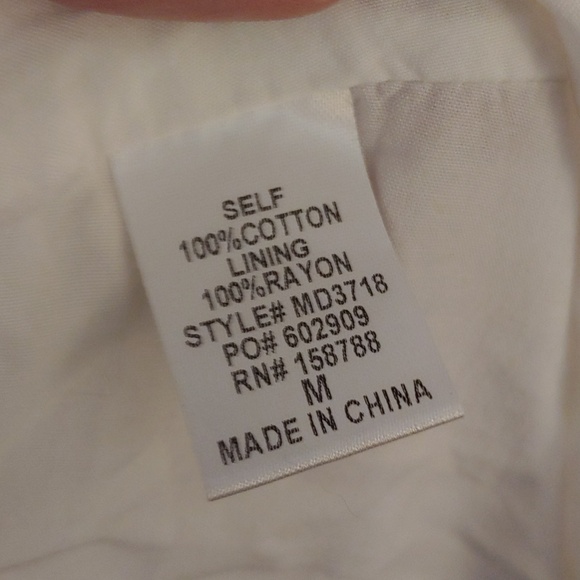 SELF
100%COTTON
LINING
100%RAYON
STYLE# MD3718
PO# 602909
RN# 158788
M
MADE IN CHINA